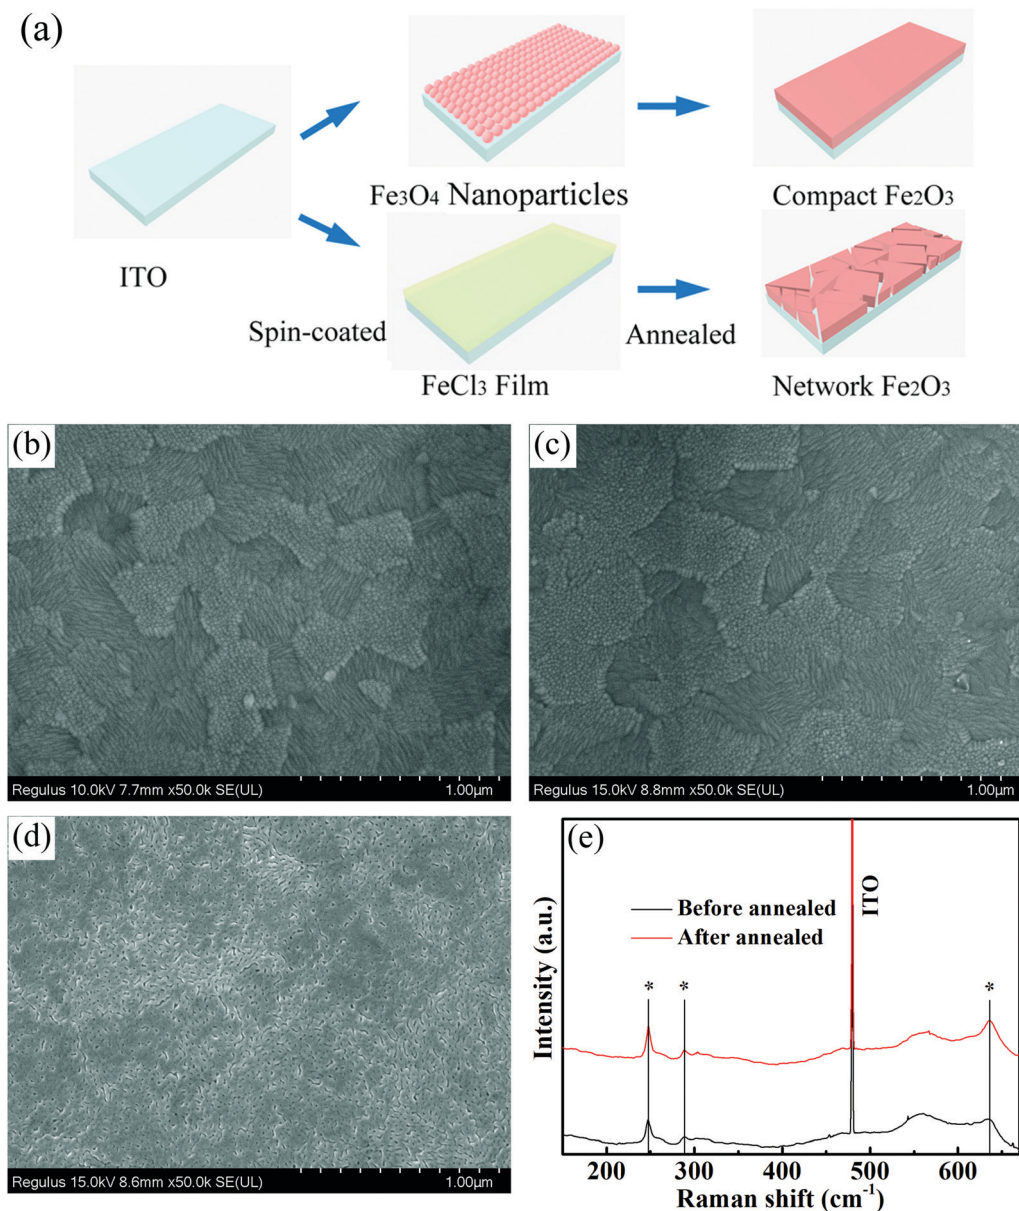 (a)
ITO
Fe₃O₄ Nanoparticles
Compact Fe₂O₃
Spin-coated
Annealed
FeCl₃ Film
Network Fe₂O₃
(b)
Regulus 10.0kV 7.7mm x50.0k SE(UL)
1.00μm
(c)
Regulus 15.0kV 8.8mm x50.0k SE(UL)
1.00μm
(d)
Regulus 15.0kV 8.6mm x50.0k SE(UL)
1.00μm
(e)
Before annealed
After annealed
ITO
*
*
*
Intensity (a.u.)
200 300 400 500 600
Raman shift (cm⁻¹)